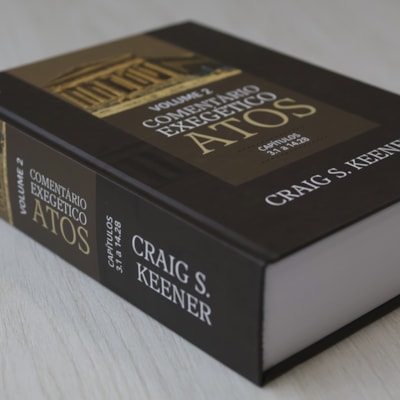 VOLUME 2
COMENTÁRIO
EXEGÉTICO
ATOS
CAPÍTULOS
3.1 a 14.28
CRAIG S. KEENER
VOLUME 2
COMENTÁRIO
EXEGÉTICO
ATOS
CAPÍTULOS
3.1 a 14.28
CRAIG S.
KEENER